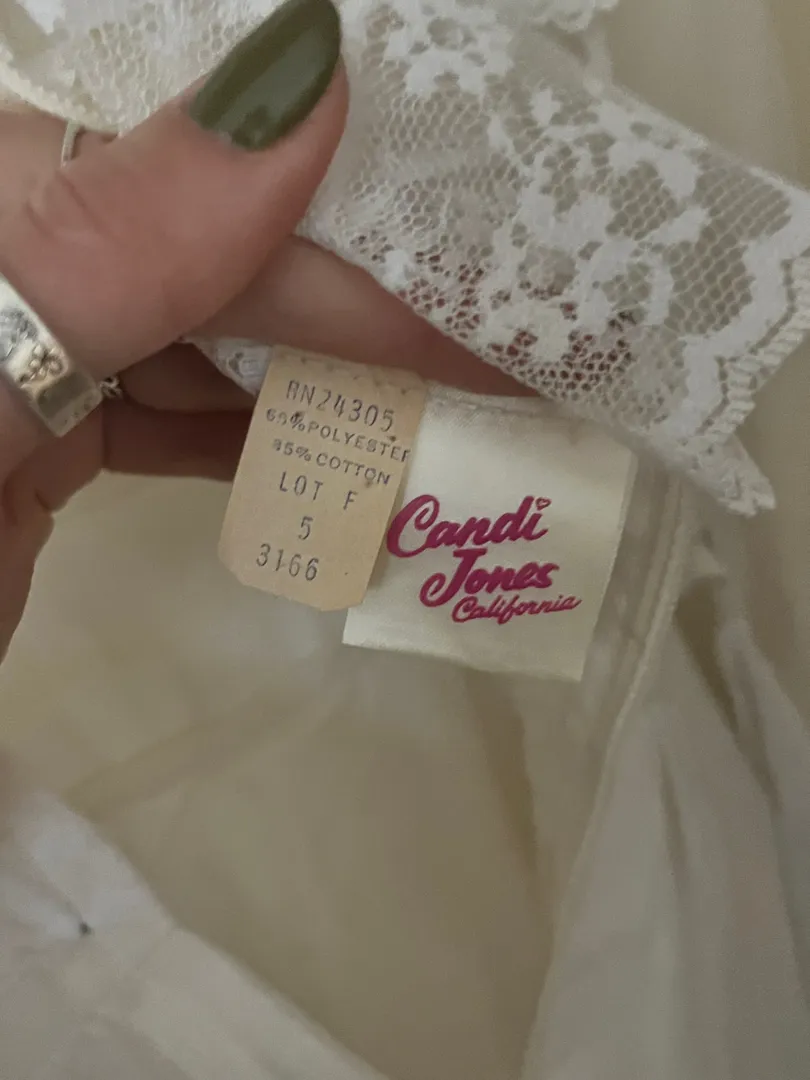 RN24305
65%POLYESTER
35%COTTON
LOT F
5
3166
Candi
Jones
California